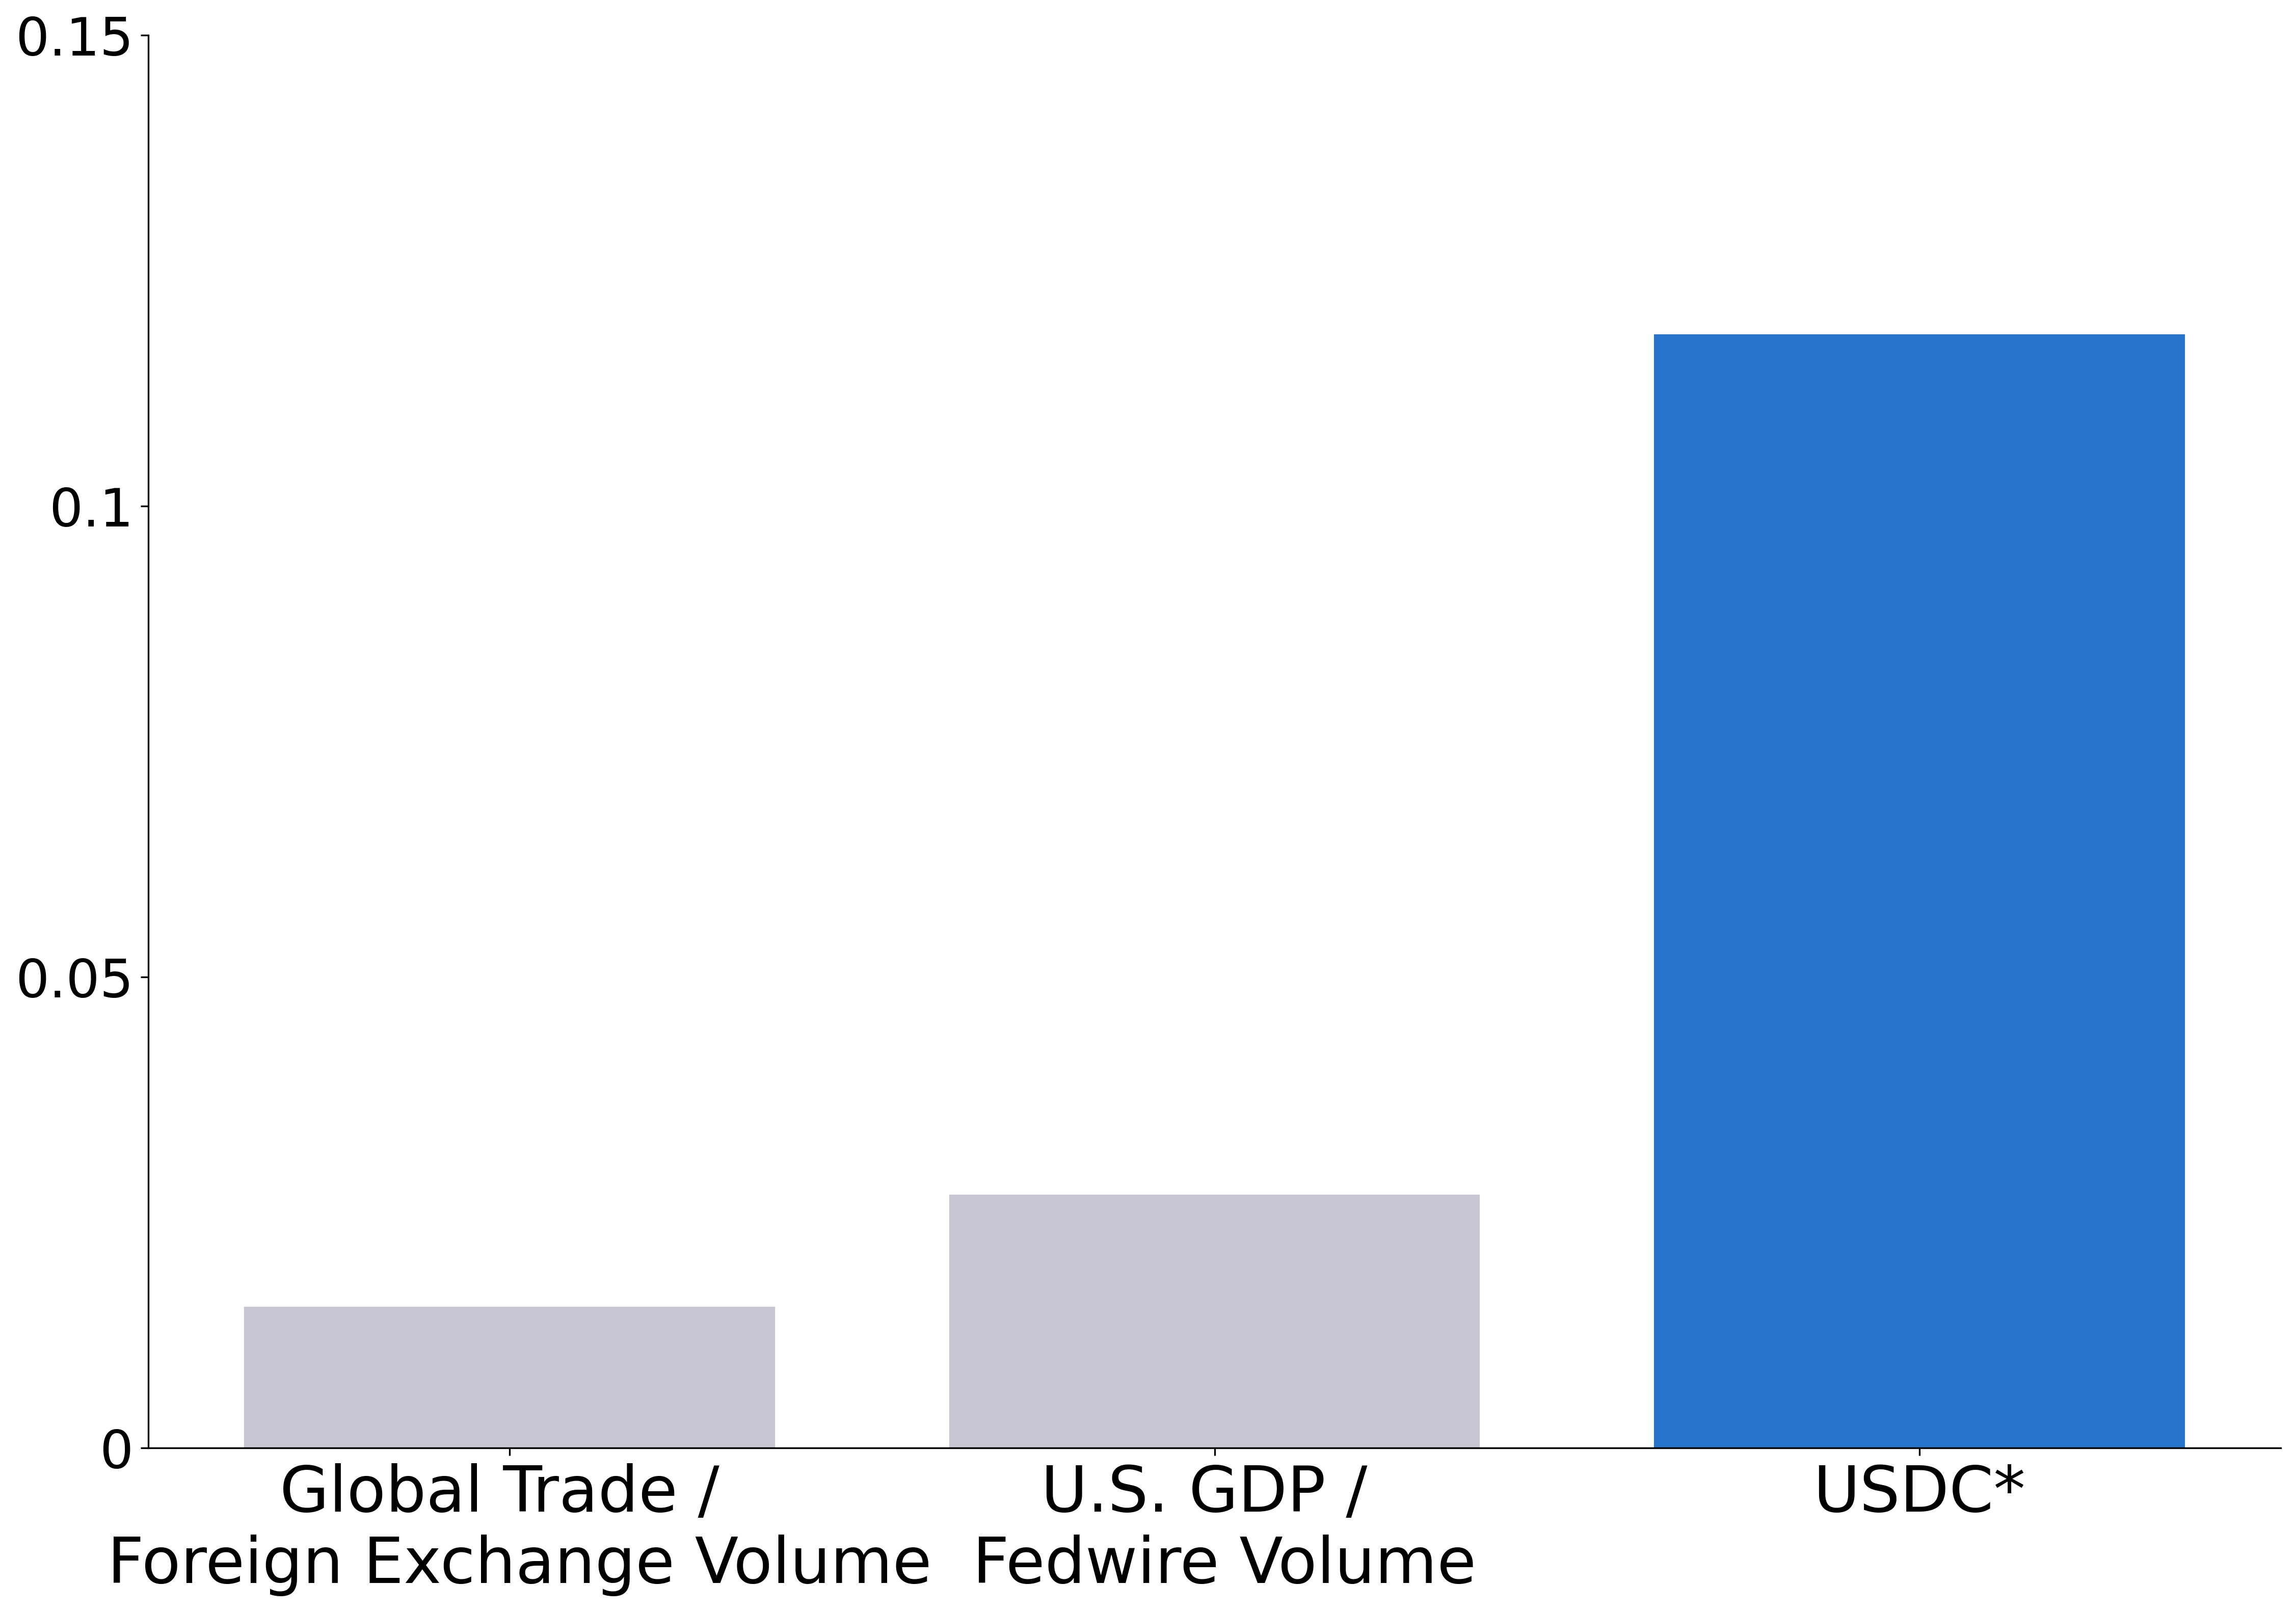 0.15
0.1
0.05
0
Global Trade /
Foreign Exchange Volume
U.S. GDP /
Fedwire Volume
USDC*